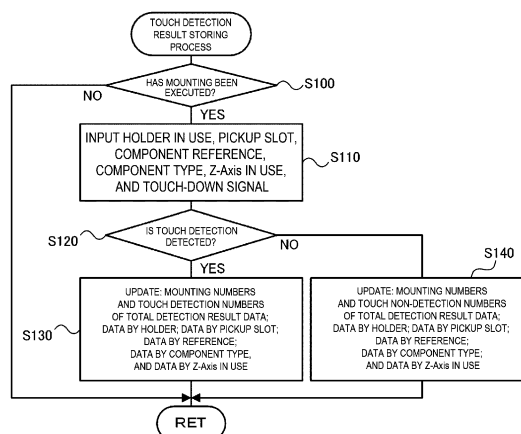 TOUCH DETECTION
RESULT STORING
PROCESS
HAS MOUNTING BEEN
EXECUTED?
S100
NO
YES
INPUT HOLDER IN USE, PICKUP SLOT,
COMPONENT REFERENCE,
COMPONENT TYPE, Z-Axis IN USE,
AND TOUCH-DOWN SIGNAL
S110
IS TOUCH DETECTION
DETECTED?
S120
NO
YES
S140
UPDATE: MOUNTING NUMBERS
AND TOUCH DETECTION NUMBERS
OF TOTAL DETECTION RESULT DATA;
DATA BY HOLDER; DATA BY PICKUP SLOT;
DATA BY REFERENCE;
DATA BY COMPONENT TYPE,
AND DATA BY Z-Axis IN USE
S130
UPDATE: MOUNTING NUMBERS
AND TOUCH NON-DETECTION NUMBERS
OF TOTAL DETECTION RESULT DATA;
DATA BY HOLDER; DATA BY PICKUP SLOT;
DATA BY REFERENCE;
DATA BY COMPONENT TYPE;
AND DATA BY Z-Axis IN USE
RET